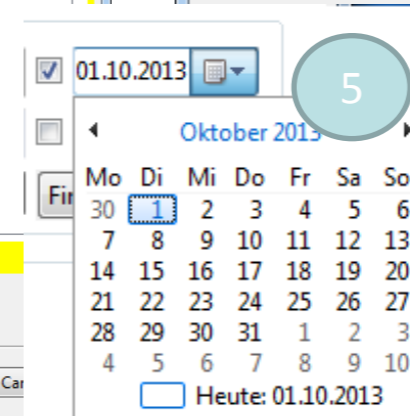 01.10.2013
5
Oktober 2013
Mo Di Mi Do Fr Sa So
30 1 2 3 4 5 6
7 8 9 10 11 12 13
14 15 16 17 18 19 20
21 22 23 24 25 26 27
28 29 30 31 1 2 3
4 5 6 7 8 9 10
Heute: 01.10.2013